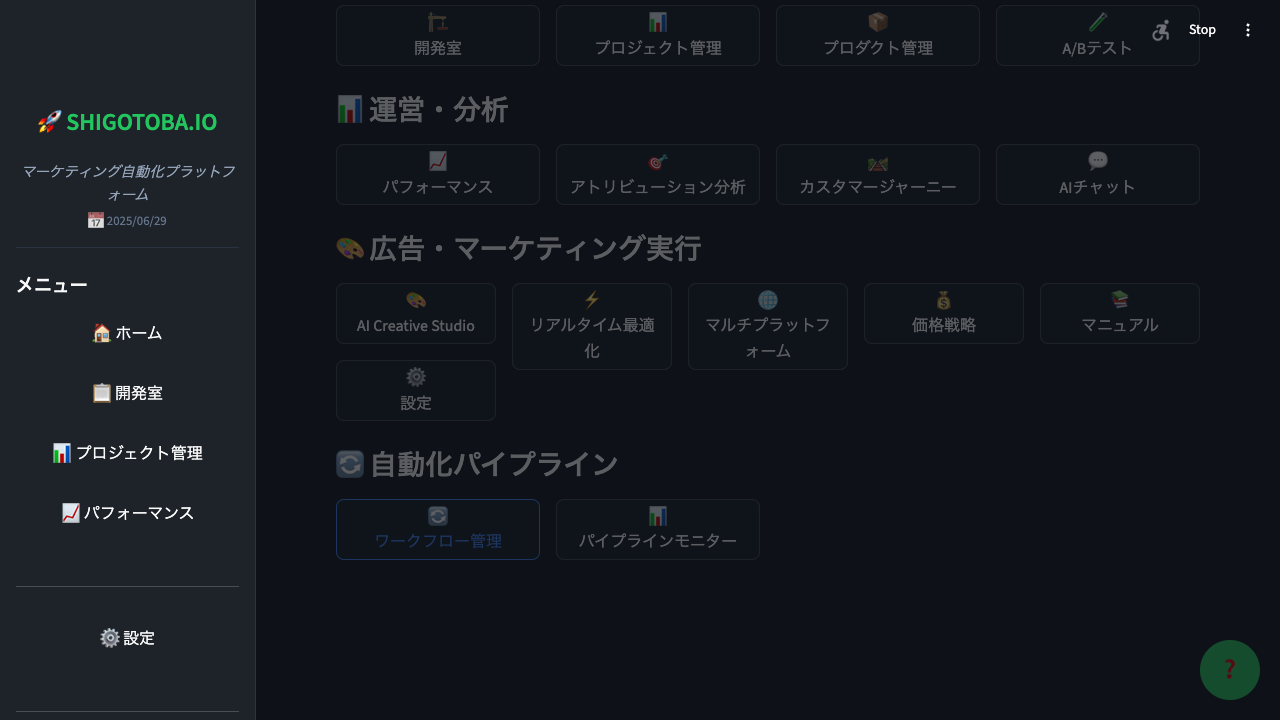 開発室
プロジェクト管理
プロダクト管理
A/Bテスト
Stop
SHIGOTOBA.IO
マーケティング自動化プラットフ
ォーム
2025/06/29
メニュー
ホーム
開発室
プロジェクト管理
パフォーマンス
設定
運営・分析
パフォーマンス
アトリビューション分析
カスタマージャーニー
AIチャット
広告・マーケティング実行
AI Creative Studio
リアルタイム最適
化
マルチプラットフ
ォーム
価格戦略
マニュアル
設定
自動化パイプライン
ワークフロー管理
パイプラインモニター
?